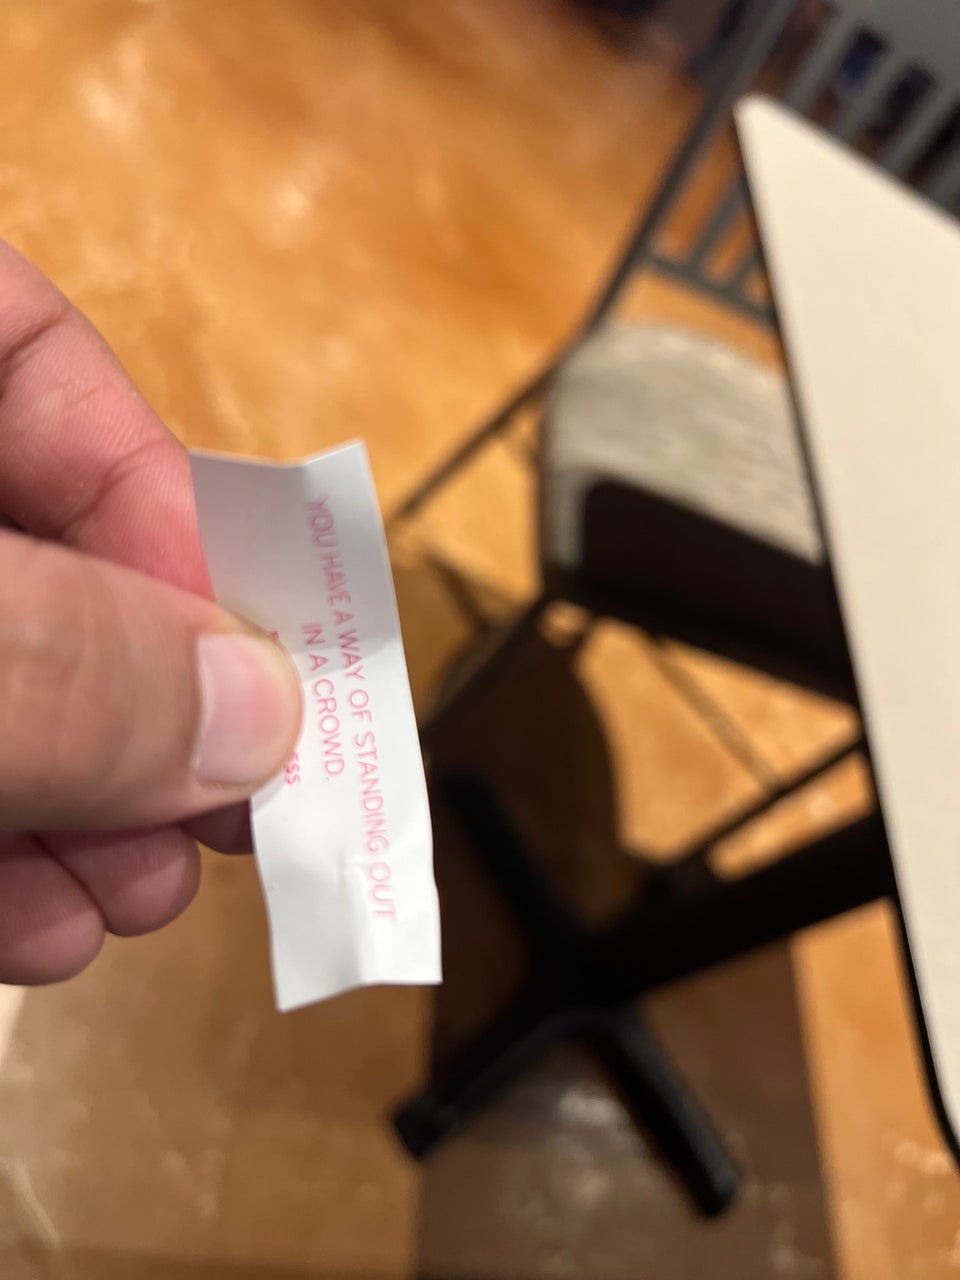 YOU HAVE A WAY OF STANDING OUT
IN A CROWD.